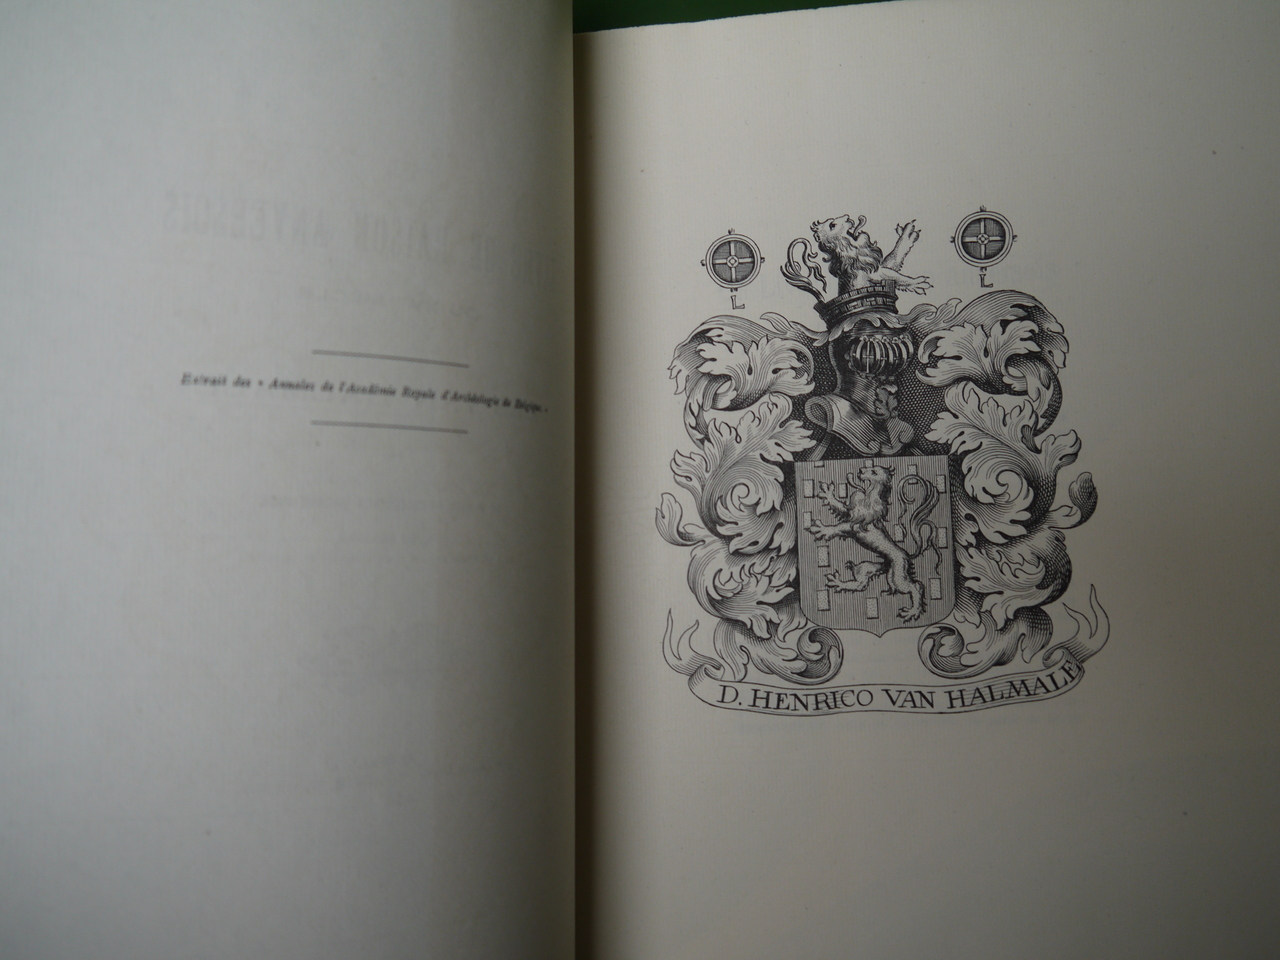 Extrait des « Annales de l'Académie Royale d'Archéologie de Belgique. »
L
L
D. HENRICO VAN HALMALE